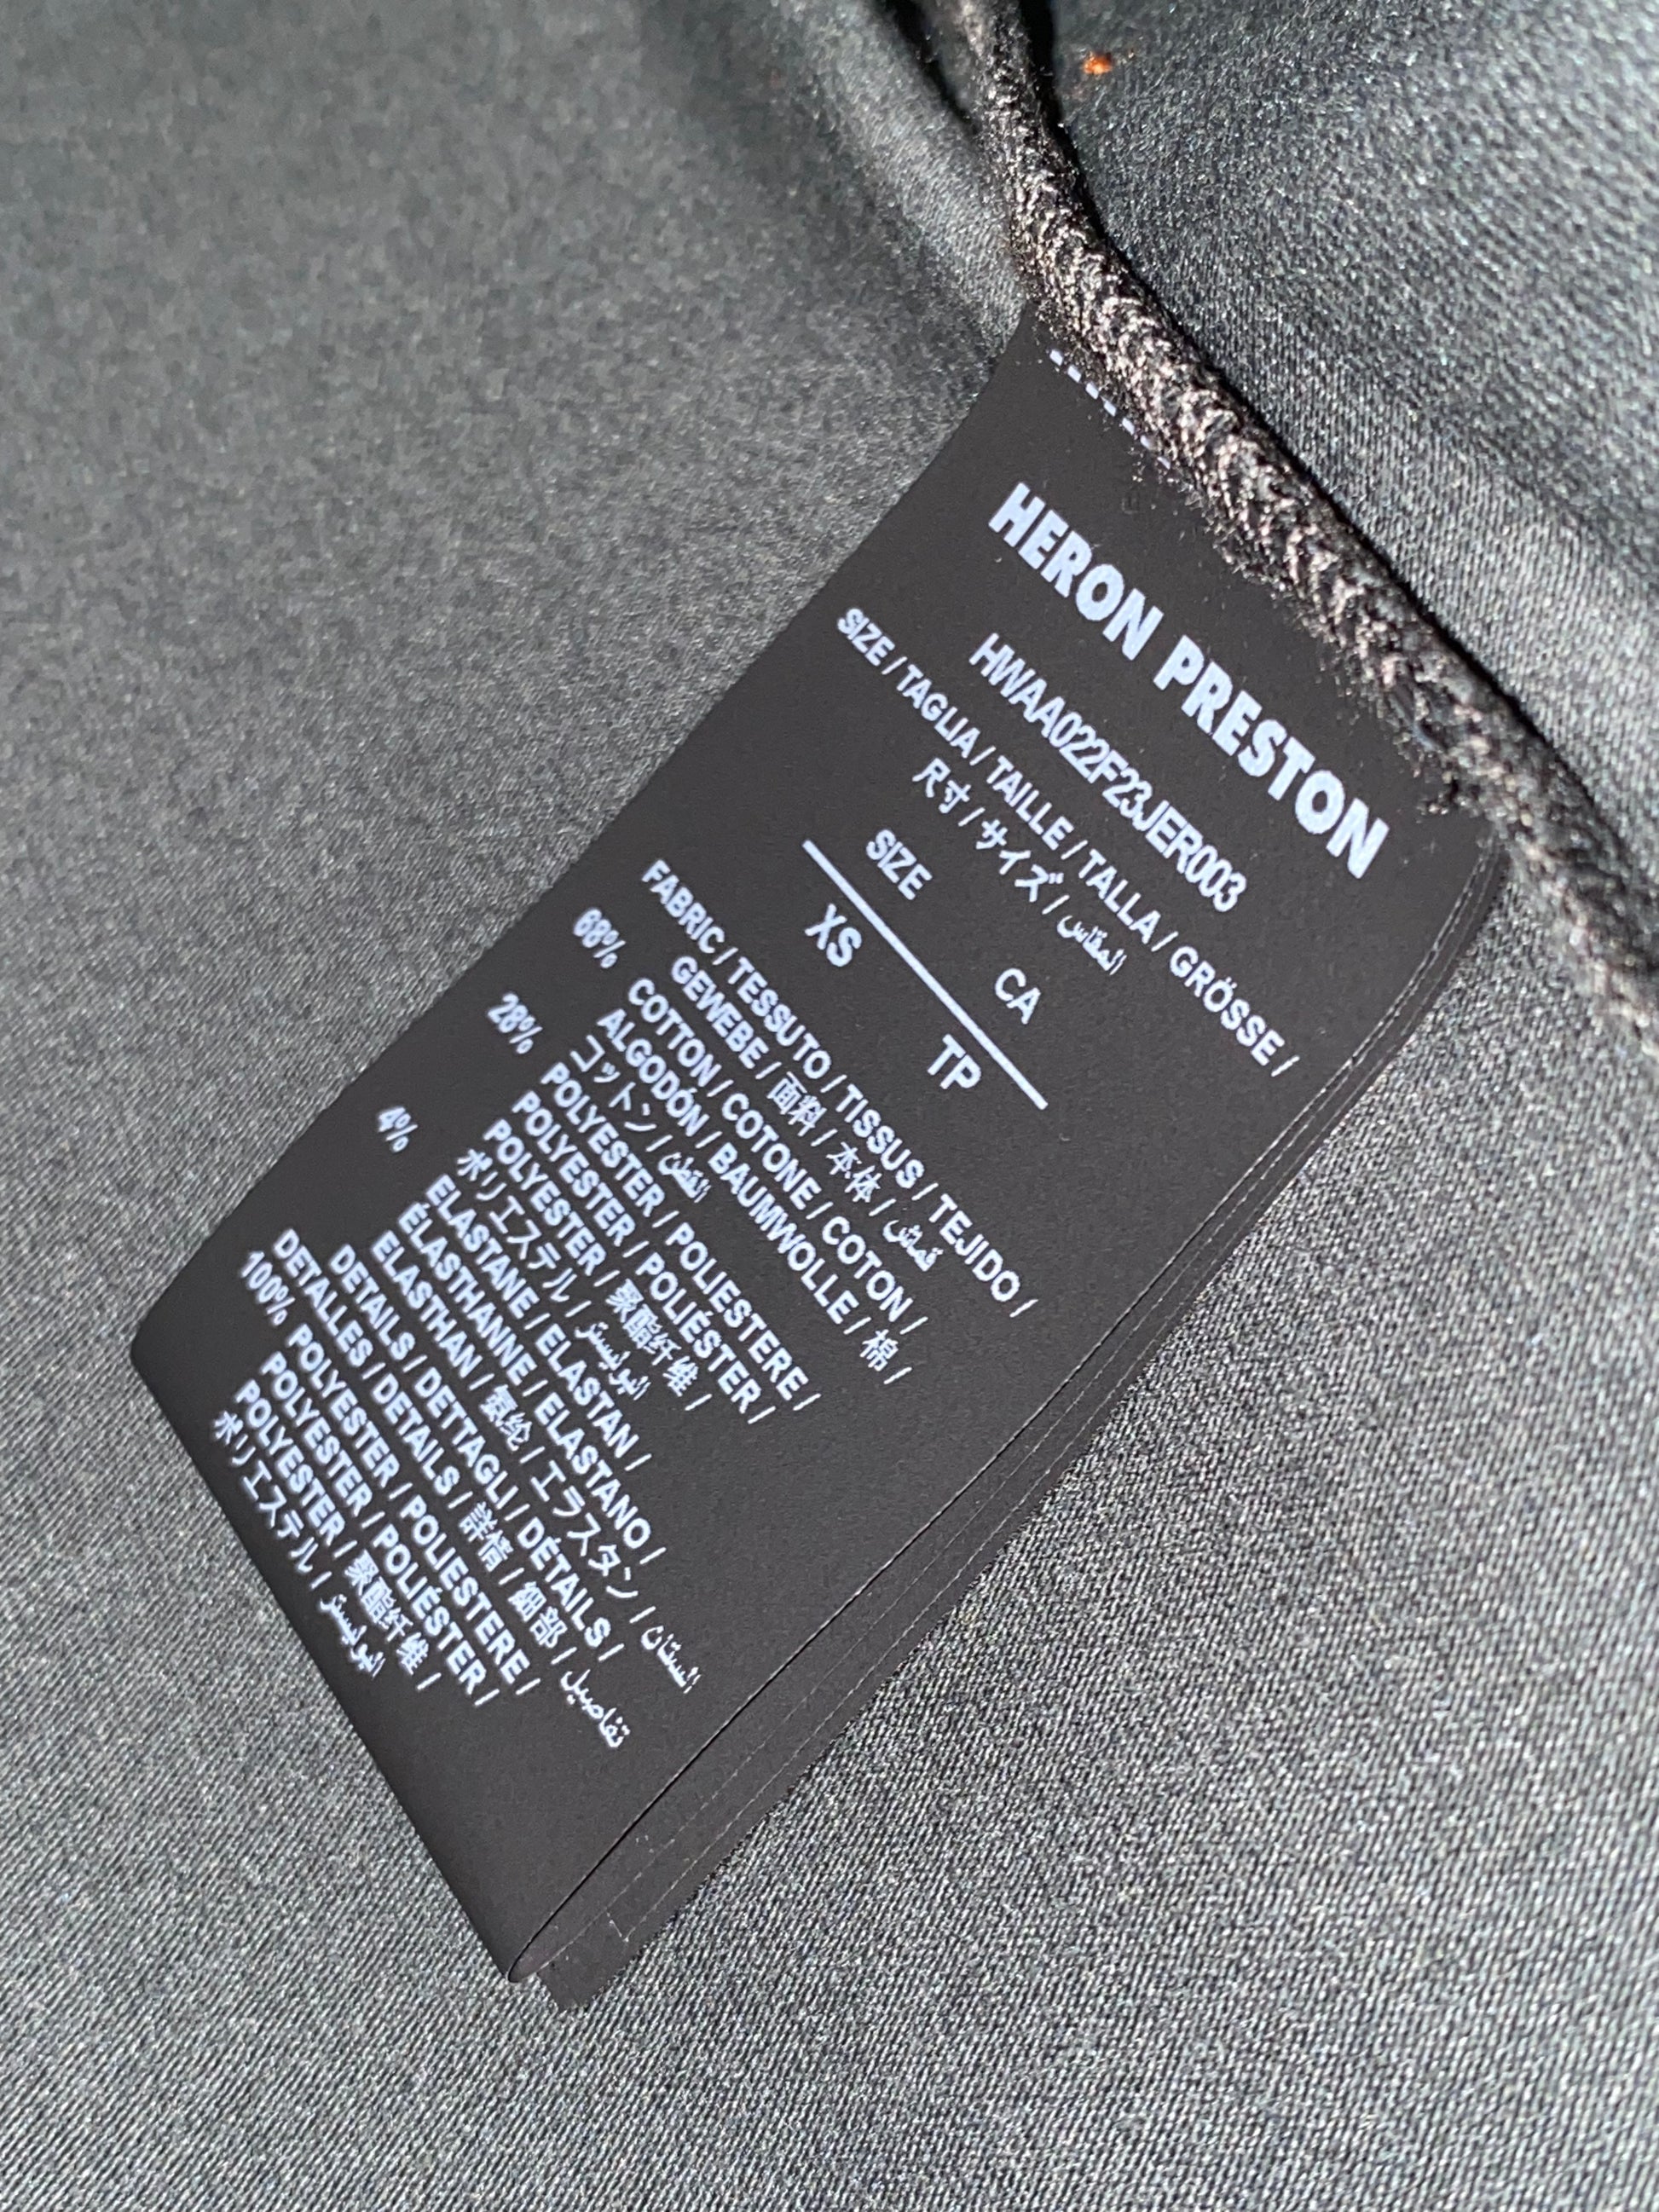 HERON PRESTON
HWAA022F23JER003
SIZE / TAGLIA / TAILLE / TALLA / GRÖSSE /
尺寸 / サイズ / المقاس
SIZE CA
XS TP
FABRIC / TESSUTO / TISSUS / TEJIDO /
GEWEBE / 面料 / 本体 / قماش
68% COTTON / COTONE / COTON /
ALGODÓN / BAUMWOLLE / 棉 /
コットン / القطن
28% POLYESTER / POLIESTERE /
POLYESTER / POLIÉSTER /
POLYESTER / 聚酯纤维 /
ポリエステル / البوليستر
4% ELASTANE / ELASTAN /
ÉLASTHANNE / ELASTANO /
ELASTHAN / 氨纶 / エラスタン /
DETAILS / DETTAGLI / DÉTAILS /
DETALLES / DETAILS / 詳情 / 細部 / تفاصيل
100% POLYESTER / POLIESTERE /
POLYESTER / POLIÉSTER /
POLYESTER / 聚酯纤维 /
ポリエステル / البوليستر